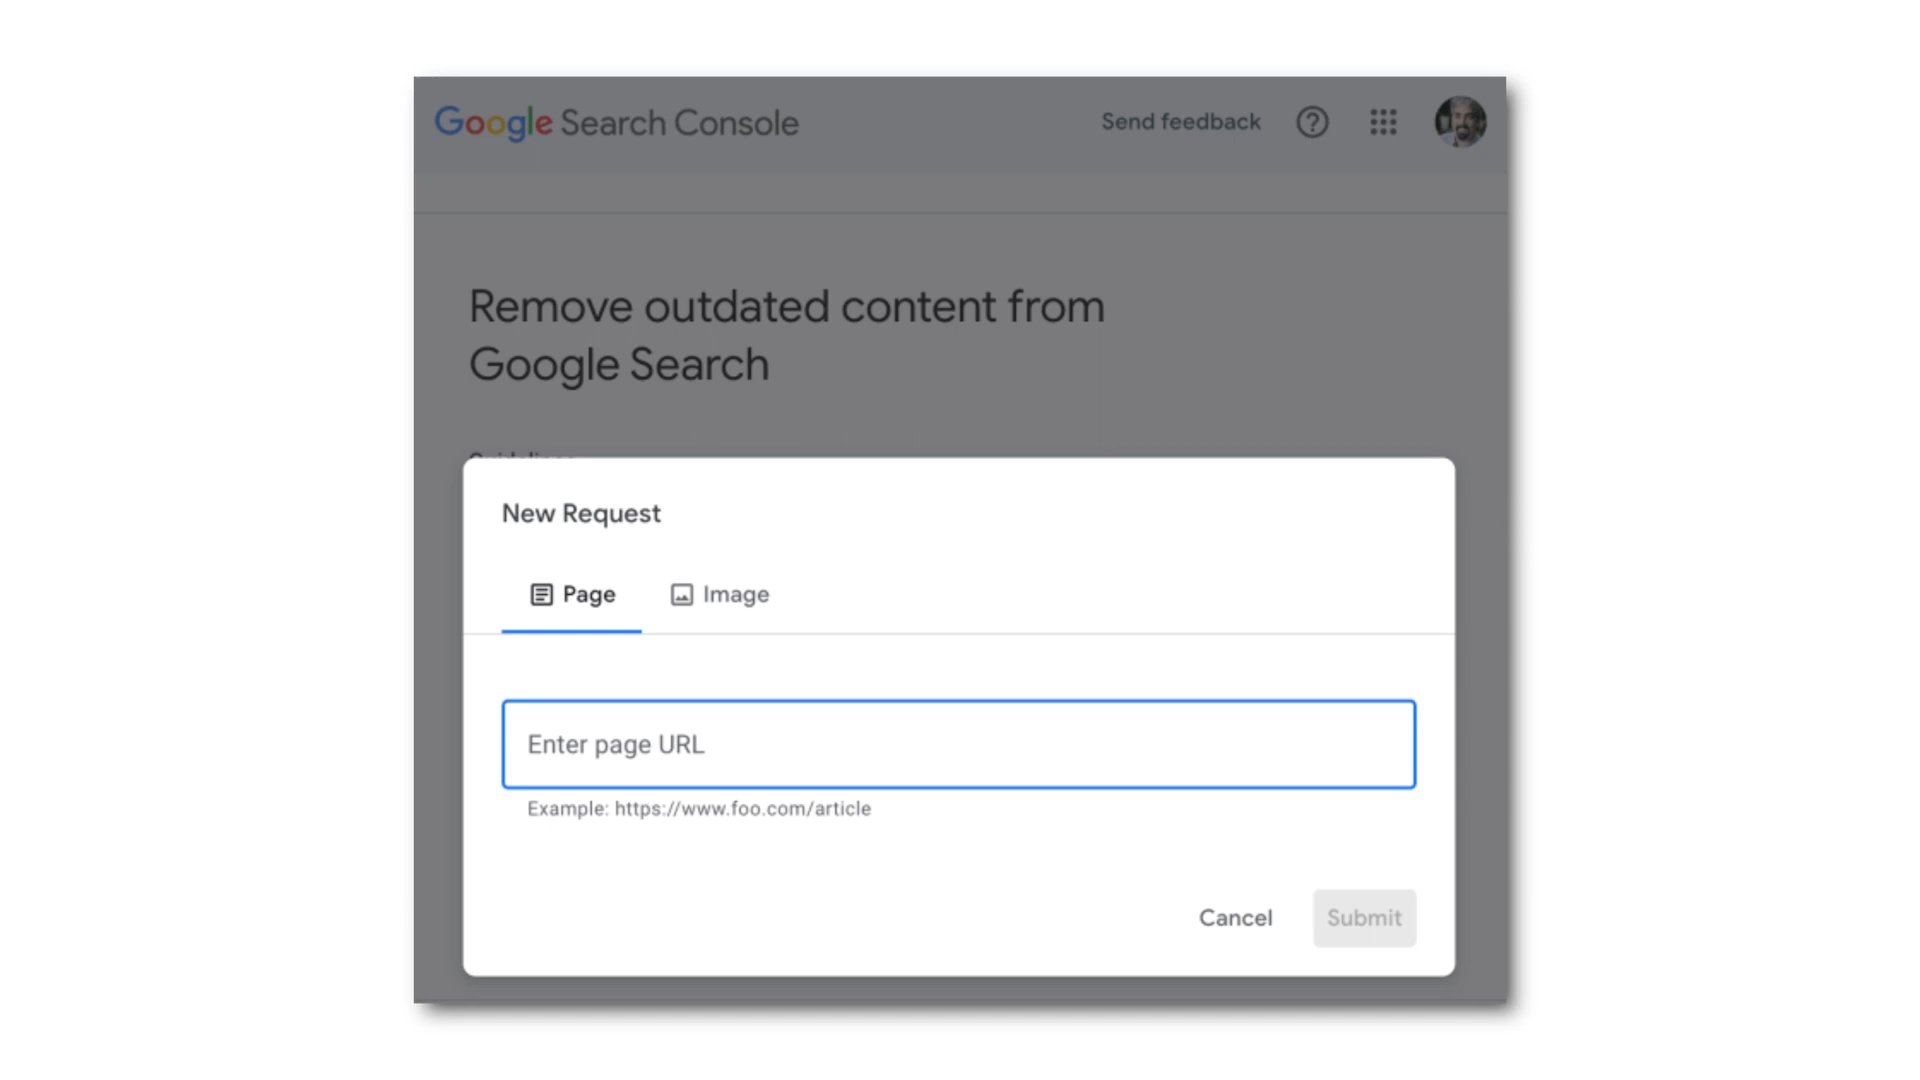 Google Search Console
Send feedback
Remove outdated content from
Google Search
Guidelines
New Request
Page
Image
Enter page URL
Example: https://www.foo.com/article
Cancel
Submit